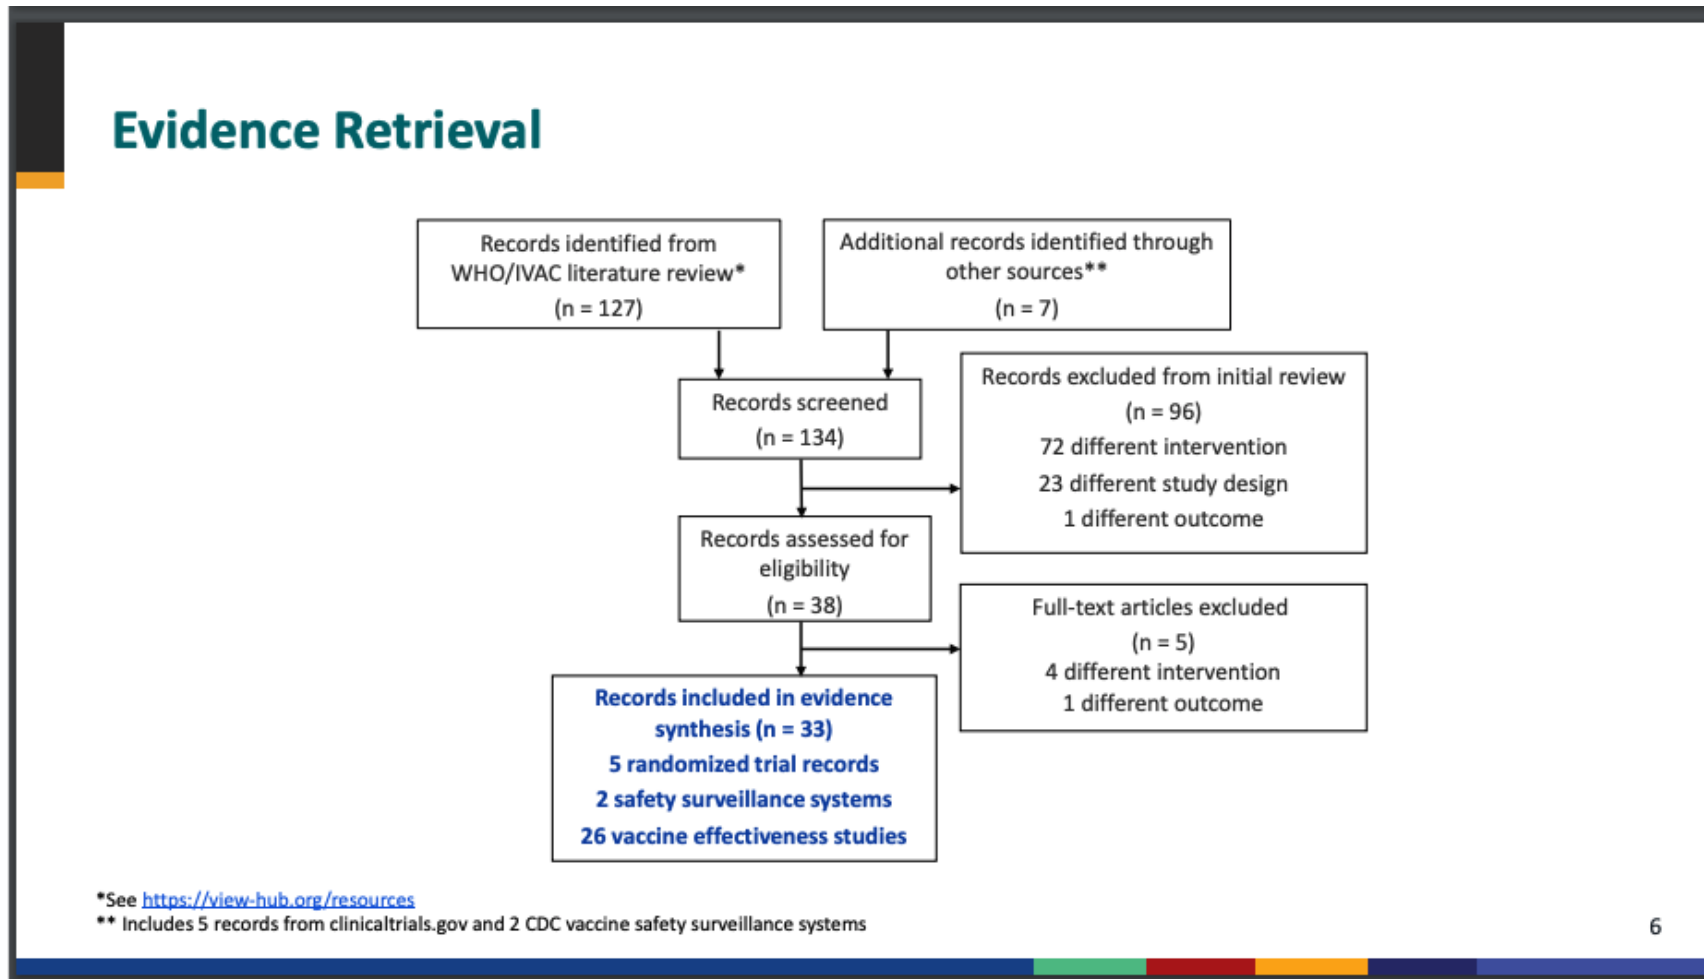 Evidence Retrieval
Records identified from
WHO/IVAC literature review*
(n = 127)
Additional records identified through
other sources**
(n = 7)
Records screened
(n = 134)
Records excluded from initial review
(n = 96)
72 different intervention
23 different study design
1 different outcome
Records assessed for
eligibility
(n = 38)
Full-text articles excluded
(n = 5)
4 different intervention
1 different outcome
Records included in evidence
synthesis (n = 33)
5 randomized trial records
2 safety surveillance systems
26 vaccine effectiveness studies
*See https://view-hub.org/resources
** Includes 5 records from clinicaltrials.gov and 2 CDC vaccine safety surveillance systems
6